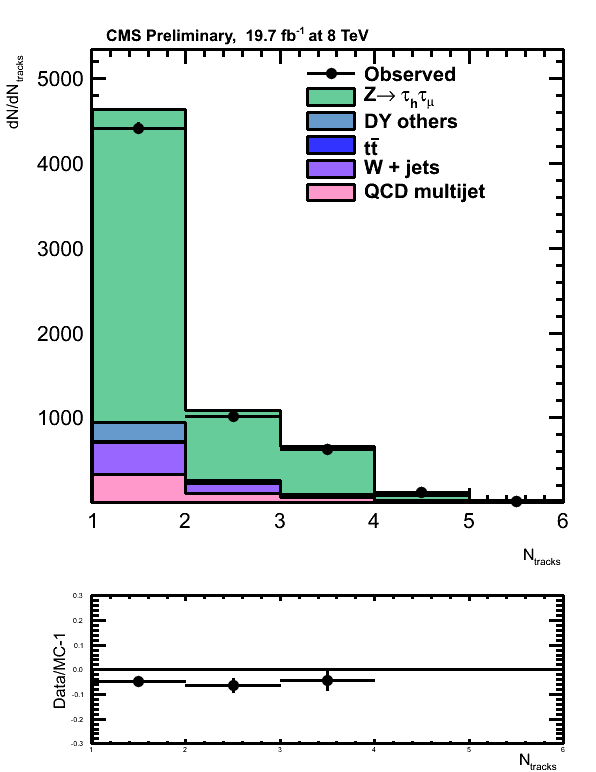 CMS Preliminary, 19.7 fb⁻¹ at 8 TeV
dN/dN_tracks
5000
4000
3000
2000
1000
Observed
Z→ τ_h τ_μ
DY others
tt̄
W + jets
QCD multijet
1 2 3 4 5 6
N_tracks
Data/MC-1
0.3
0.2
0.1
0.0
-0.1
-0.2
-0.3
1 2 3 4 5 6
N_tracks